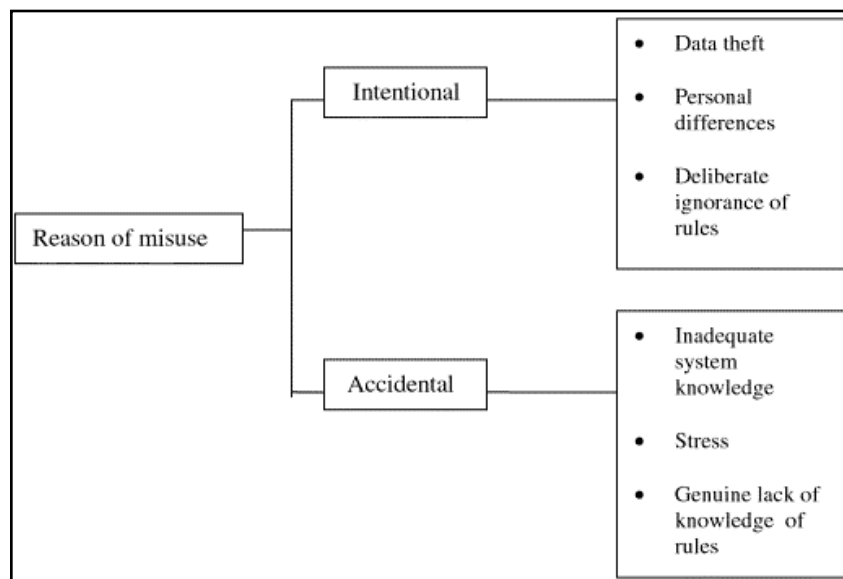 Reason of misuse
Intentional
• Data theft
• Personal
differences
• Deliberate
ignorance of
rules
Accidental
• Inadequate
system
knowledge
• Stress
• Genuine lack of
knowledge of
rules